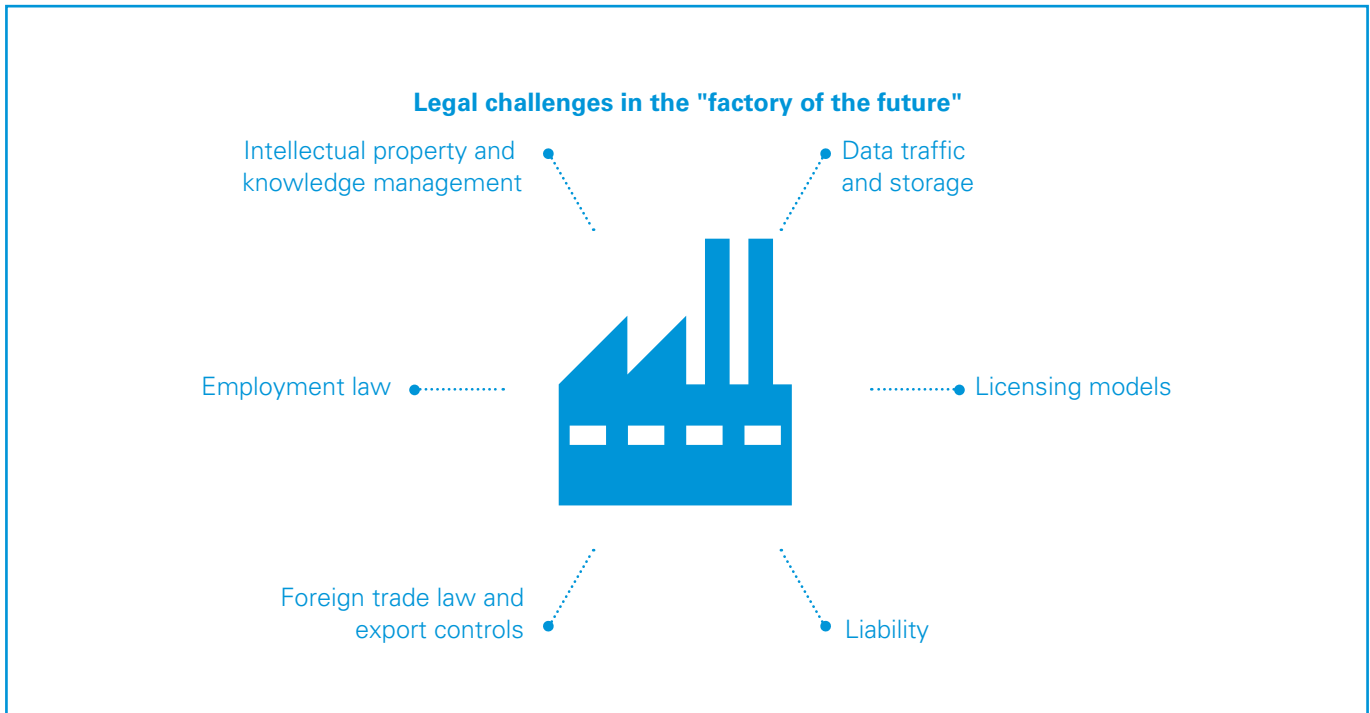 Legal challenges in the "factory of the future"
Intellectual property and
knowledge management
Data traffic
and storage
Employment law
Licensing models
Foreign trade law and
export controls
Liability